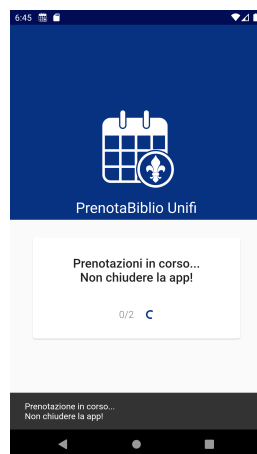 6:45
PrenotaBiblio Unifi
Prenotazioni in corso...
Non chiudere la app!
0/2
Prenotazione in corso...
Non chiudere la app!